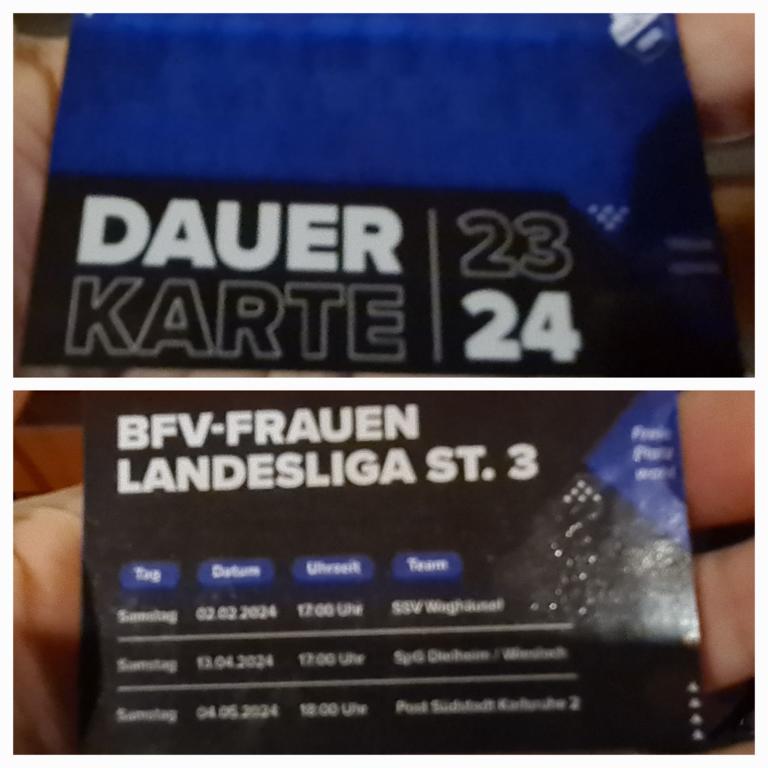 DAUER
KARTE
23
24
BFV-FRAUEN
LANDESLIGA ST. 3
Tag Datum Uhrzeit Team
Samstag 02.02.2024 17:00 Uhr SSV Waghäusel
Samstag 13.04.2024 17:00 Uhr SpG Dielheim / Wiesloch
Samstag 04.05.2024 18:00 Uhr Post Südstadt Karlsruhe 2